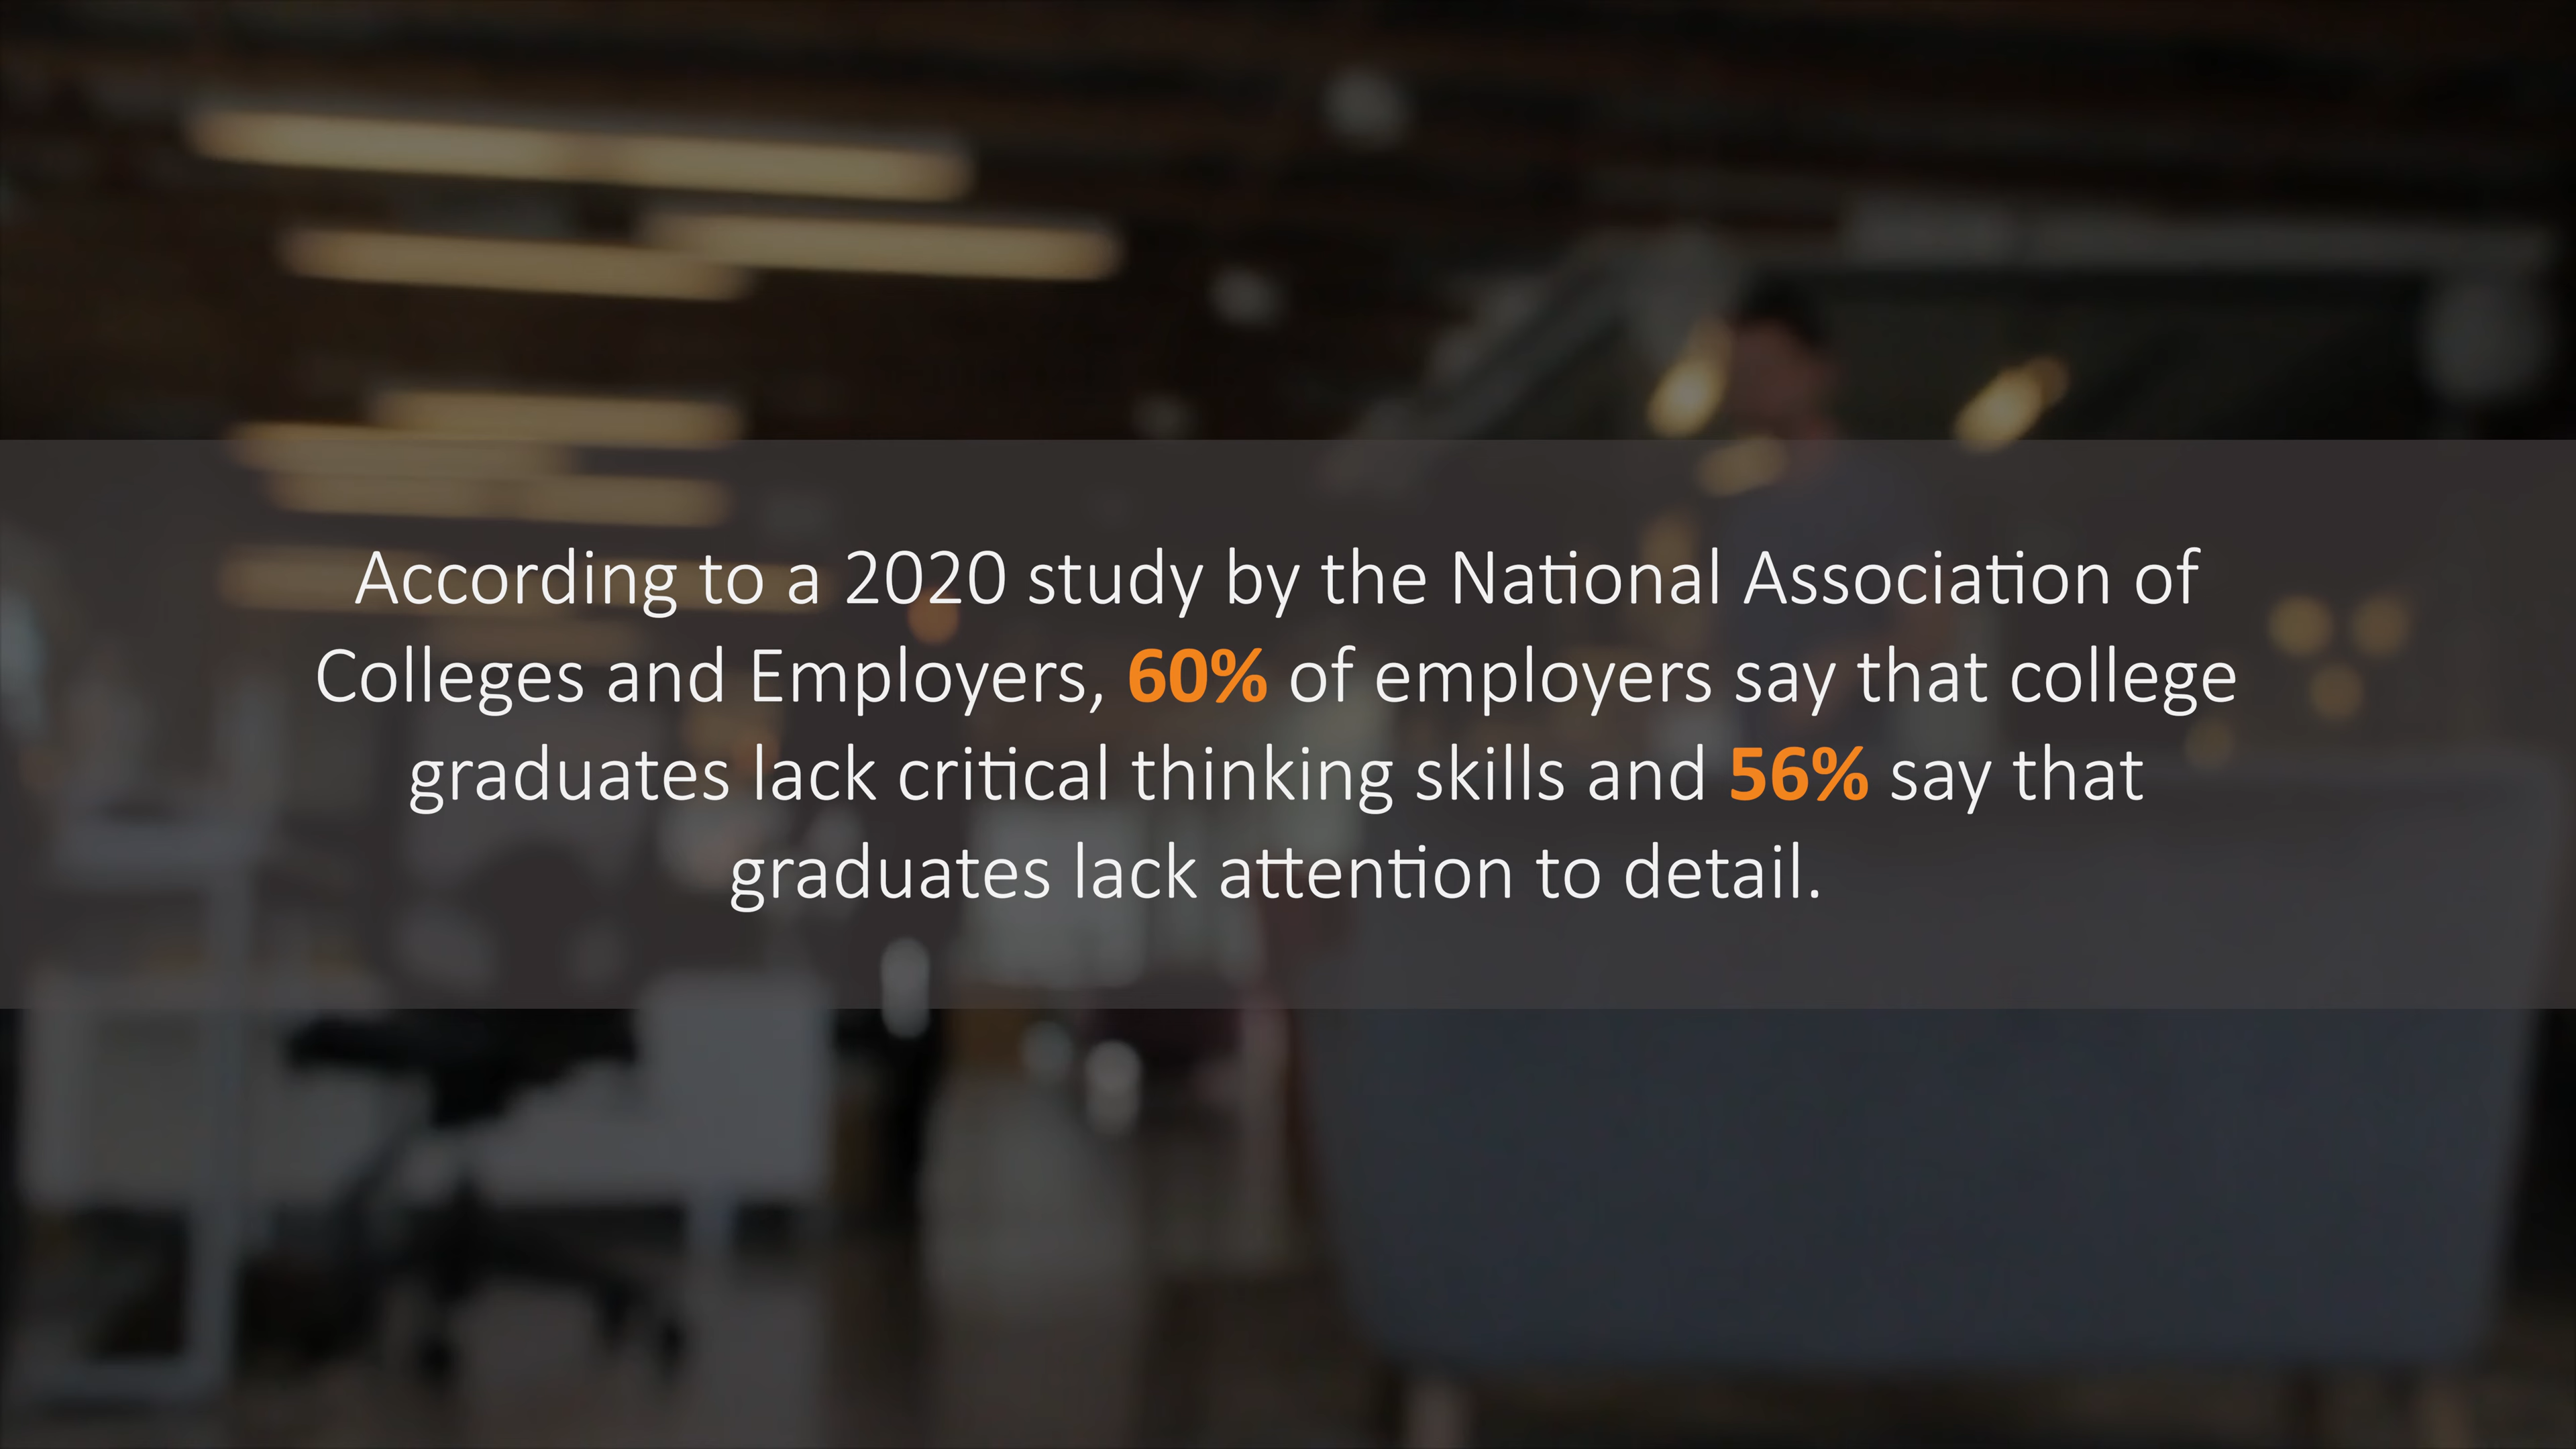 According to a 2020 study by the National Association of
Colleges and Employers, 60% of employers say that college
graduates lack critical thinking skills and 56% say that
graduates lack attention to detail.